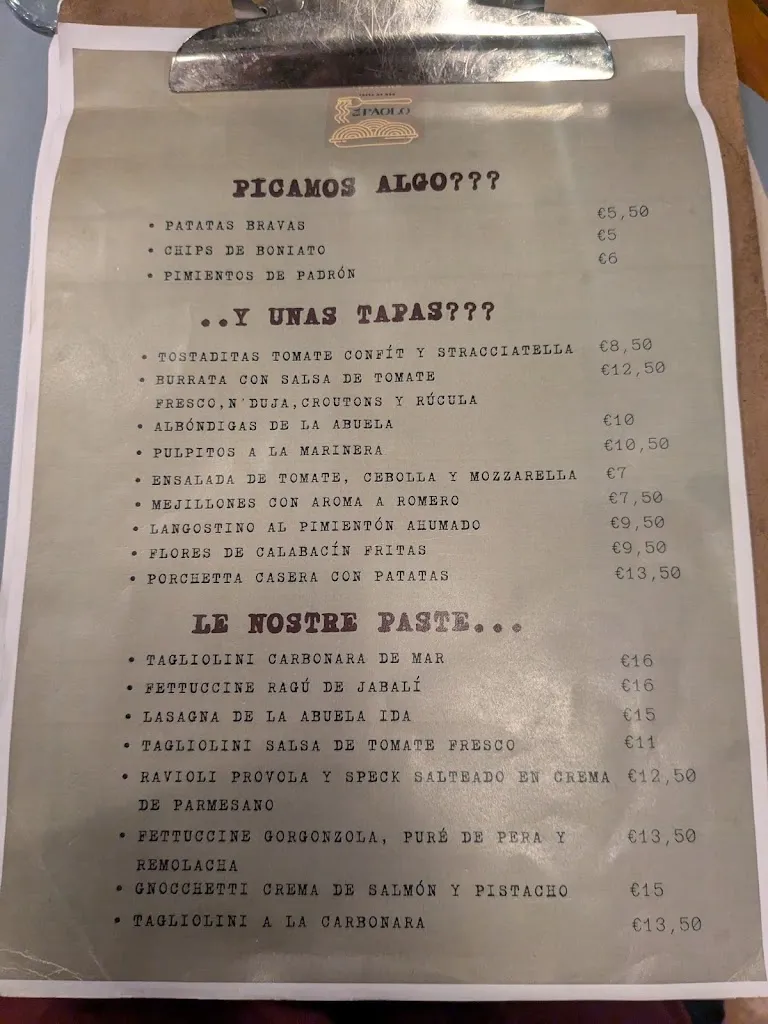 PAOLO
PICAMOS ALGO???
• PATATAS BRAVAS €5,50
• CHIPS DE BONIATO €5
• PIMIENTOS DE PADRÓN €6
..Y UNAS TAPAS???
• TOSTADITAS TOMATE CONFÍT Y STRACCIATELLA €8,50
• BURRATA CON SALSA DE TOMATE €12,50
FRESCO,N'DUJA,CROUTONS Y RÚCULA
• ALBÓNDIGAS DE LA ABUELA €10
• PULPITOS A LA MARINERA €10,50
• ENSALADA DE TOMATE, CEBOLLA Y MOZZARELLA €7
• MEJILLONES CON AROMA A ROMERO €7,50
• LANGOSTINO AL PIMIENTÓN AHUMADO €9,50
• FLORES DE CALABACÍN FRITAS €9,50
• PORCHETTA CASERA CON PATATAS €13,50
LE NOSTRE PASTE...
• TAGLIOLINI CARBONARA DE MAR €16
• FETTUCCINE RAGÚ DE JABALÍ €16
• LASAGNA DE LA ABUELA IDA €15
• TAGLIOLINI SALSA DE TOMATE FRESCO €11
• RAVIOLI PROVOLA Y SPECK SALTEADO EN CREMA €12,50
DE PARMESANO
• FETTUCCINE GORGONZOLA, PURÉ DE PERA Y €13,50
REMOLACHA
• GNOCCHETTI CREMA DE SALMÓN Y PISTACHO €15
• TAGLIOLINI A LA CARBONARA €13,50